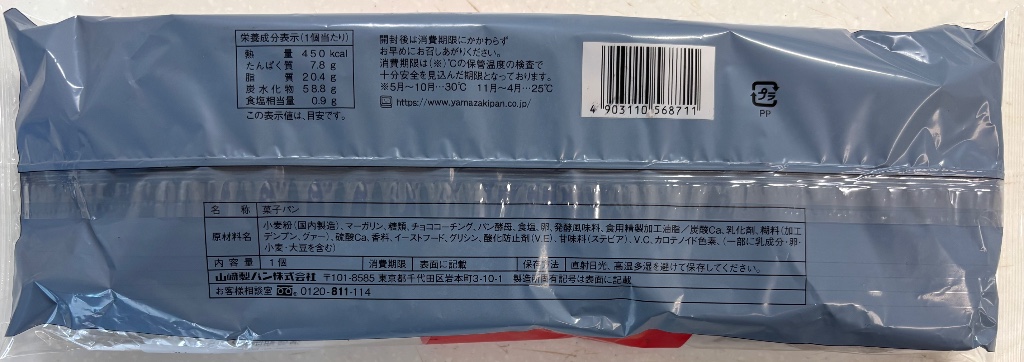 栄養成分表示(1個当たり)
熱量 450 kcal
たんぱく質 7.8 g
脂質 20.4 g
炭水化物 58.8 g
食塩相当量 0.9 g
この表示値は、目安です。
開封後は消費期限にかかわらず
お早めにお召しあがりください。
消費期限は(※)℃の保管温度の検査で
十分安全を見込んだ期限となっております。
※5月〜10月…30℃ 11月〜4月…25℃
https://www.yamazakipan.co.jp/
4 903110 568711
プラ
PP
名称 菓子パン
原材料名 小麦粉(国内製造)、マーガリン、糖類、チョココーチング、パン酵母、食塩、卵、発酵風味料、食用精製加工油脂/炭酸Ca、乳化剤、糊料(加工
デンプン、グァー)、硫酸Ca、香料、イーストフード、グリシン、酸化防止剤(V.E)、甘味料(ステビア)、V.C、カロテノイド色素、(一部に乳成分・卵・
小麦・大豆を含む)
内容量 1個 消費期限 表面に記載 保存方法 直射日光、高温多湿を避けて保存してください。
山崎製パン株式会社 〒101-8585 東京都千代田区岩本町3-10-1 製造所固有記号は表面に記載
お客様相談室 0120-811-114